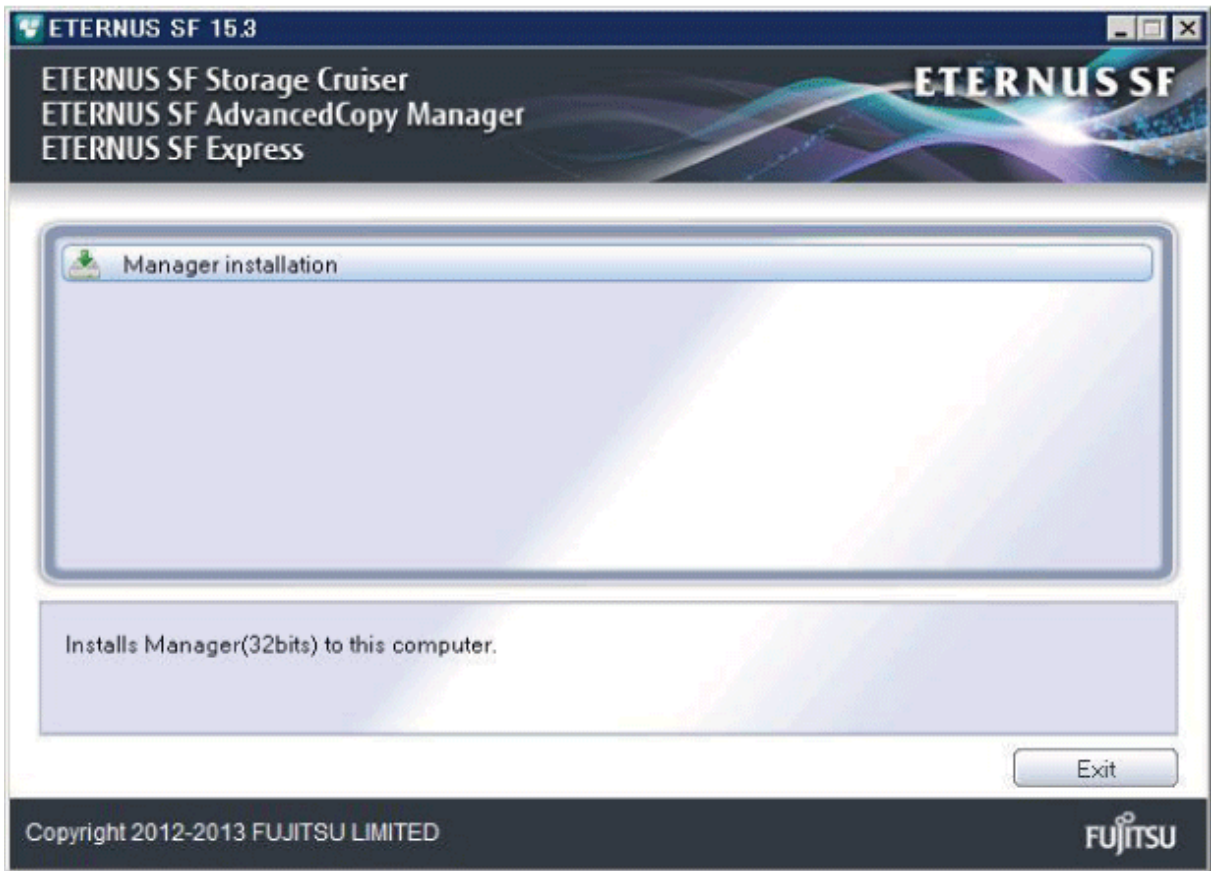 ETERNUS SF 15.3
ETERNUS SF Storage Cruiser
ETERNUS SF AdvancedCopy Manager
ETERNUS SF Express
ETERNUS SF
Manager installation
Installs Manager(32bits) to this computer.
Exit
Copyright 2012-2013 FUJITSU LIMITED
FUJITSU